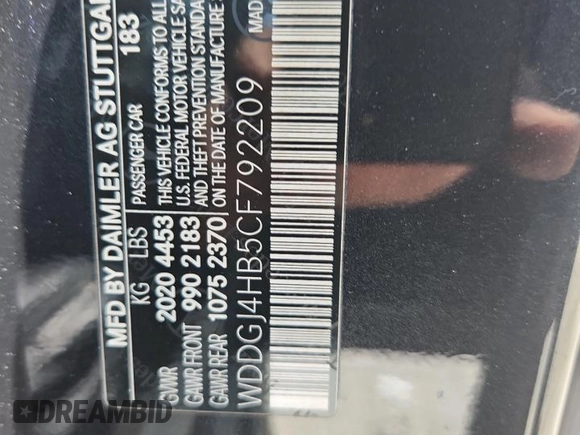 MFD BY DAIMLER AG STUTTGA
183
KG LBS PASSENGER CAR
GVWR 2020 4453 THIS VEHICLE CONFORMS TO ALL
GAWR FRONT 990 2183 U.S. FEDERAL MOTOR VEHICLE SA
GAWR REAR 1075 2370 AND THEFT PREVENTION STANDA
ON THE DATE OF MANUFACTURE
WDDGJ4HB5CF792209
MAD
DREAMBID